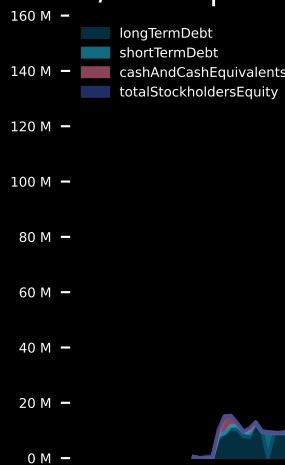 160 M
longTermDebt
shortTermDebt
140 M
cashAndCashEquivalents
totalStockholdersEquity
120 M
100 M
80 M
60 M
40 M
20 M
0 M